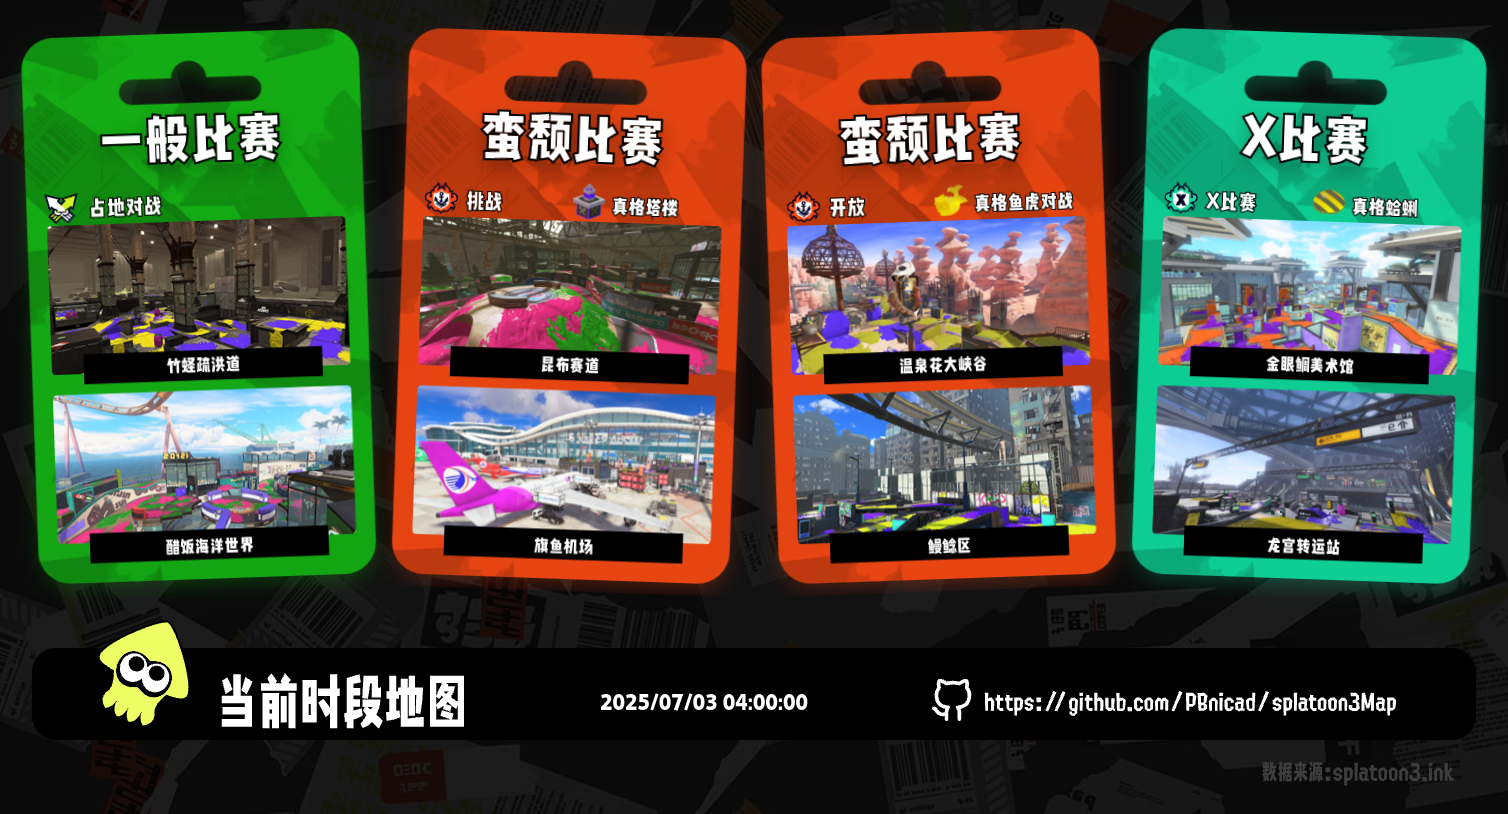 一般比赛
占地对战
竹蛏疏洪道
醋饭海洋世界
蛮颓比赛
挑战
真格塔楼
昆布赛道
旗鱼机场
蛮颓比赛
开放
真格鱼虎对战
温泉花大峡谷
鳗鲶区
X比赛
X比赛
真格蛤蜊
金眼鲷美术馆
龙宫转运站
当前时段地图
2025/07/03 04:00:00
https://github.com/PBnicad/splatoon3Map
数据来源:splatoon3.ink